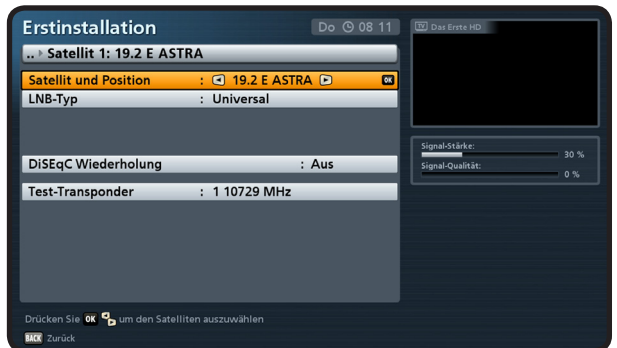 Erstinstallation
Do 08 11
.. Satellit 1: 19.2 E ASTRA
Satellit und Position : 19.2 E ASTRA OK
LNB-Typ : Universal
DiSEqC Wiederholung : Aus
Test-Transponder : 1 10729 MHz
TV Das Erste HD
Signal-Stärke:
30 %
Signal-Qualität:
0 %
Drücken Sie OK um den Satelliten auszuwählen
BACK Zurück